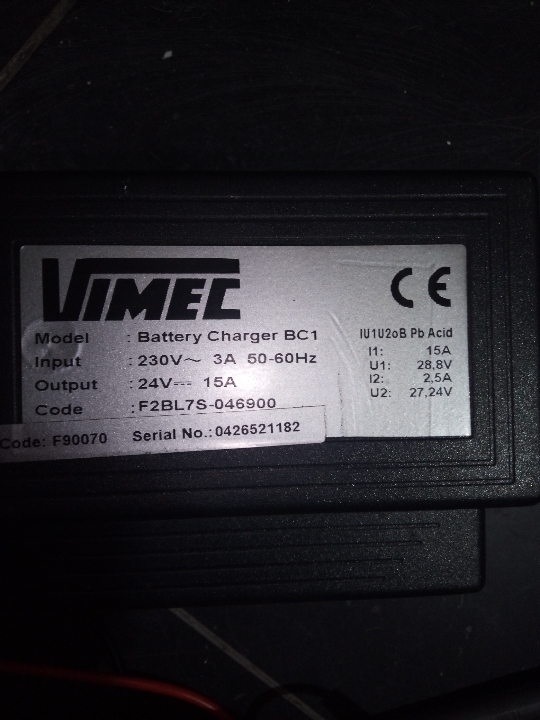 VIMEC
CE
Model : Battery Charger BC1
Input : 230V~ 3A 50-60Hz
Output : 24V⎓ 15A
Code : F2BL7S-046900
IU1U2oB Pb Acid
I1: 15A
U1: 28,8V
I2: 2,5A
U2: 27,24V
Code: F90070 Serial No.: 0426521182